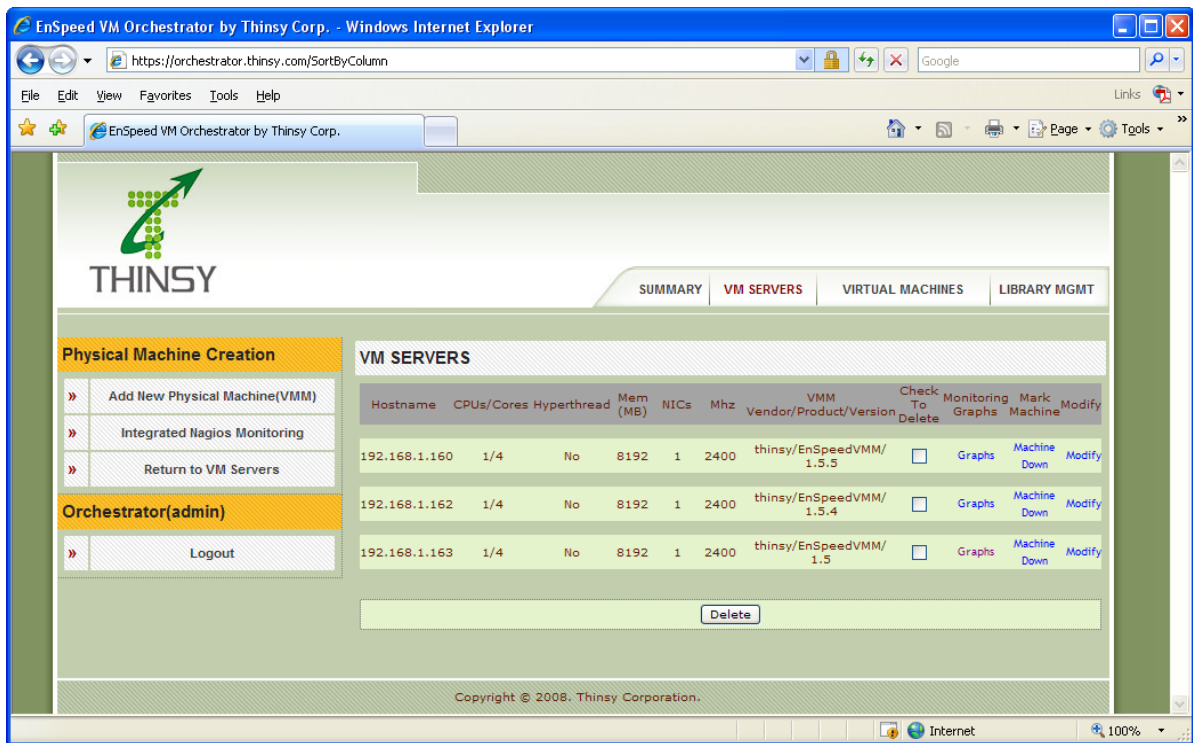 EnSpeed VM Orchestrator by Thinsy Corp. - Windows Internet Explorer
https://orchestrator.thinsy.com/SortByColumn
Google
File Edit View Favorites Tools Help
Links
EnSpeed VM Orchestrator by Thinsy Corp.
Page Tools
THINSY
SUMMARY VM SERVERS VIRTUAL MACHINES LIBRARY MGMT
Physical Machine Creation
» Add New Physical Machine(VMM)
» Integrated Nagios Monitoring
» Return to VM Servers
Orchestrator(admin)
» Logout
VM SERVERS
Hostname CPUs/Cores Hyperthread Mem (MB) NICs Mhz VMM Vendor/Product/Version Check To Delete Monitoring Graphs Mark Machine Modify
192.168.1.160 1/4 No 8192 1 2400 thinsy/EnSpeedVMM/ 1.5.5 Graphs Machine Down Modify
192.168.1.162 1/4 No 8192 1 2400 thinsy/EnSpeedVMM/ 1.5.4 Graphs Machine Down Modify
192.168.1.163 1/4 No 8192 1 2400 thinsy/EnSpeedVMM/ 1.5 Graphs Machine Down Modify
Delete
Copyright © 2008. Thinsy Corporation.
Internet
100%